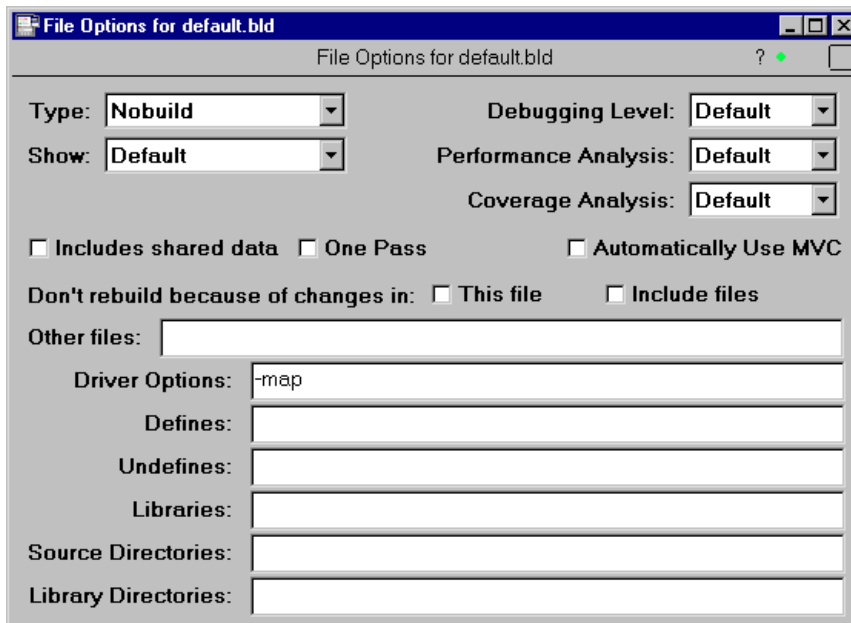 File Options for default.bld
File Options for default.bld ?
Type: Nobuild Debugging Level: Default
Show: Default Performance Analysis: Default
Coverage Analysis: Default
Includes shared data One Pass Automatically Use MVC
Don't rebuild because of changes in: This file Include files
Other files:
Driver Options: -map
Defines:
Undefines:
Libraries:
Source Directories:
Library Directories: